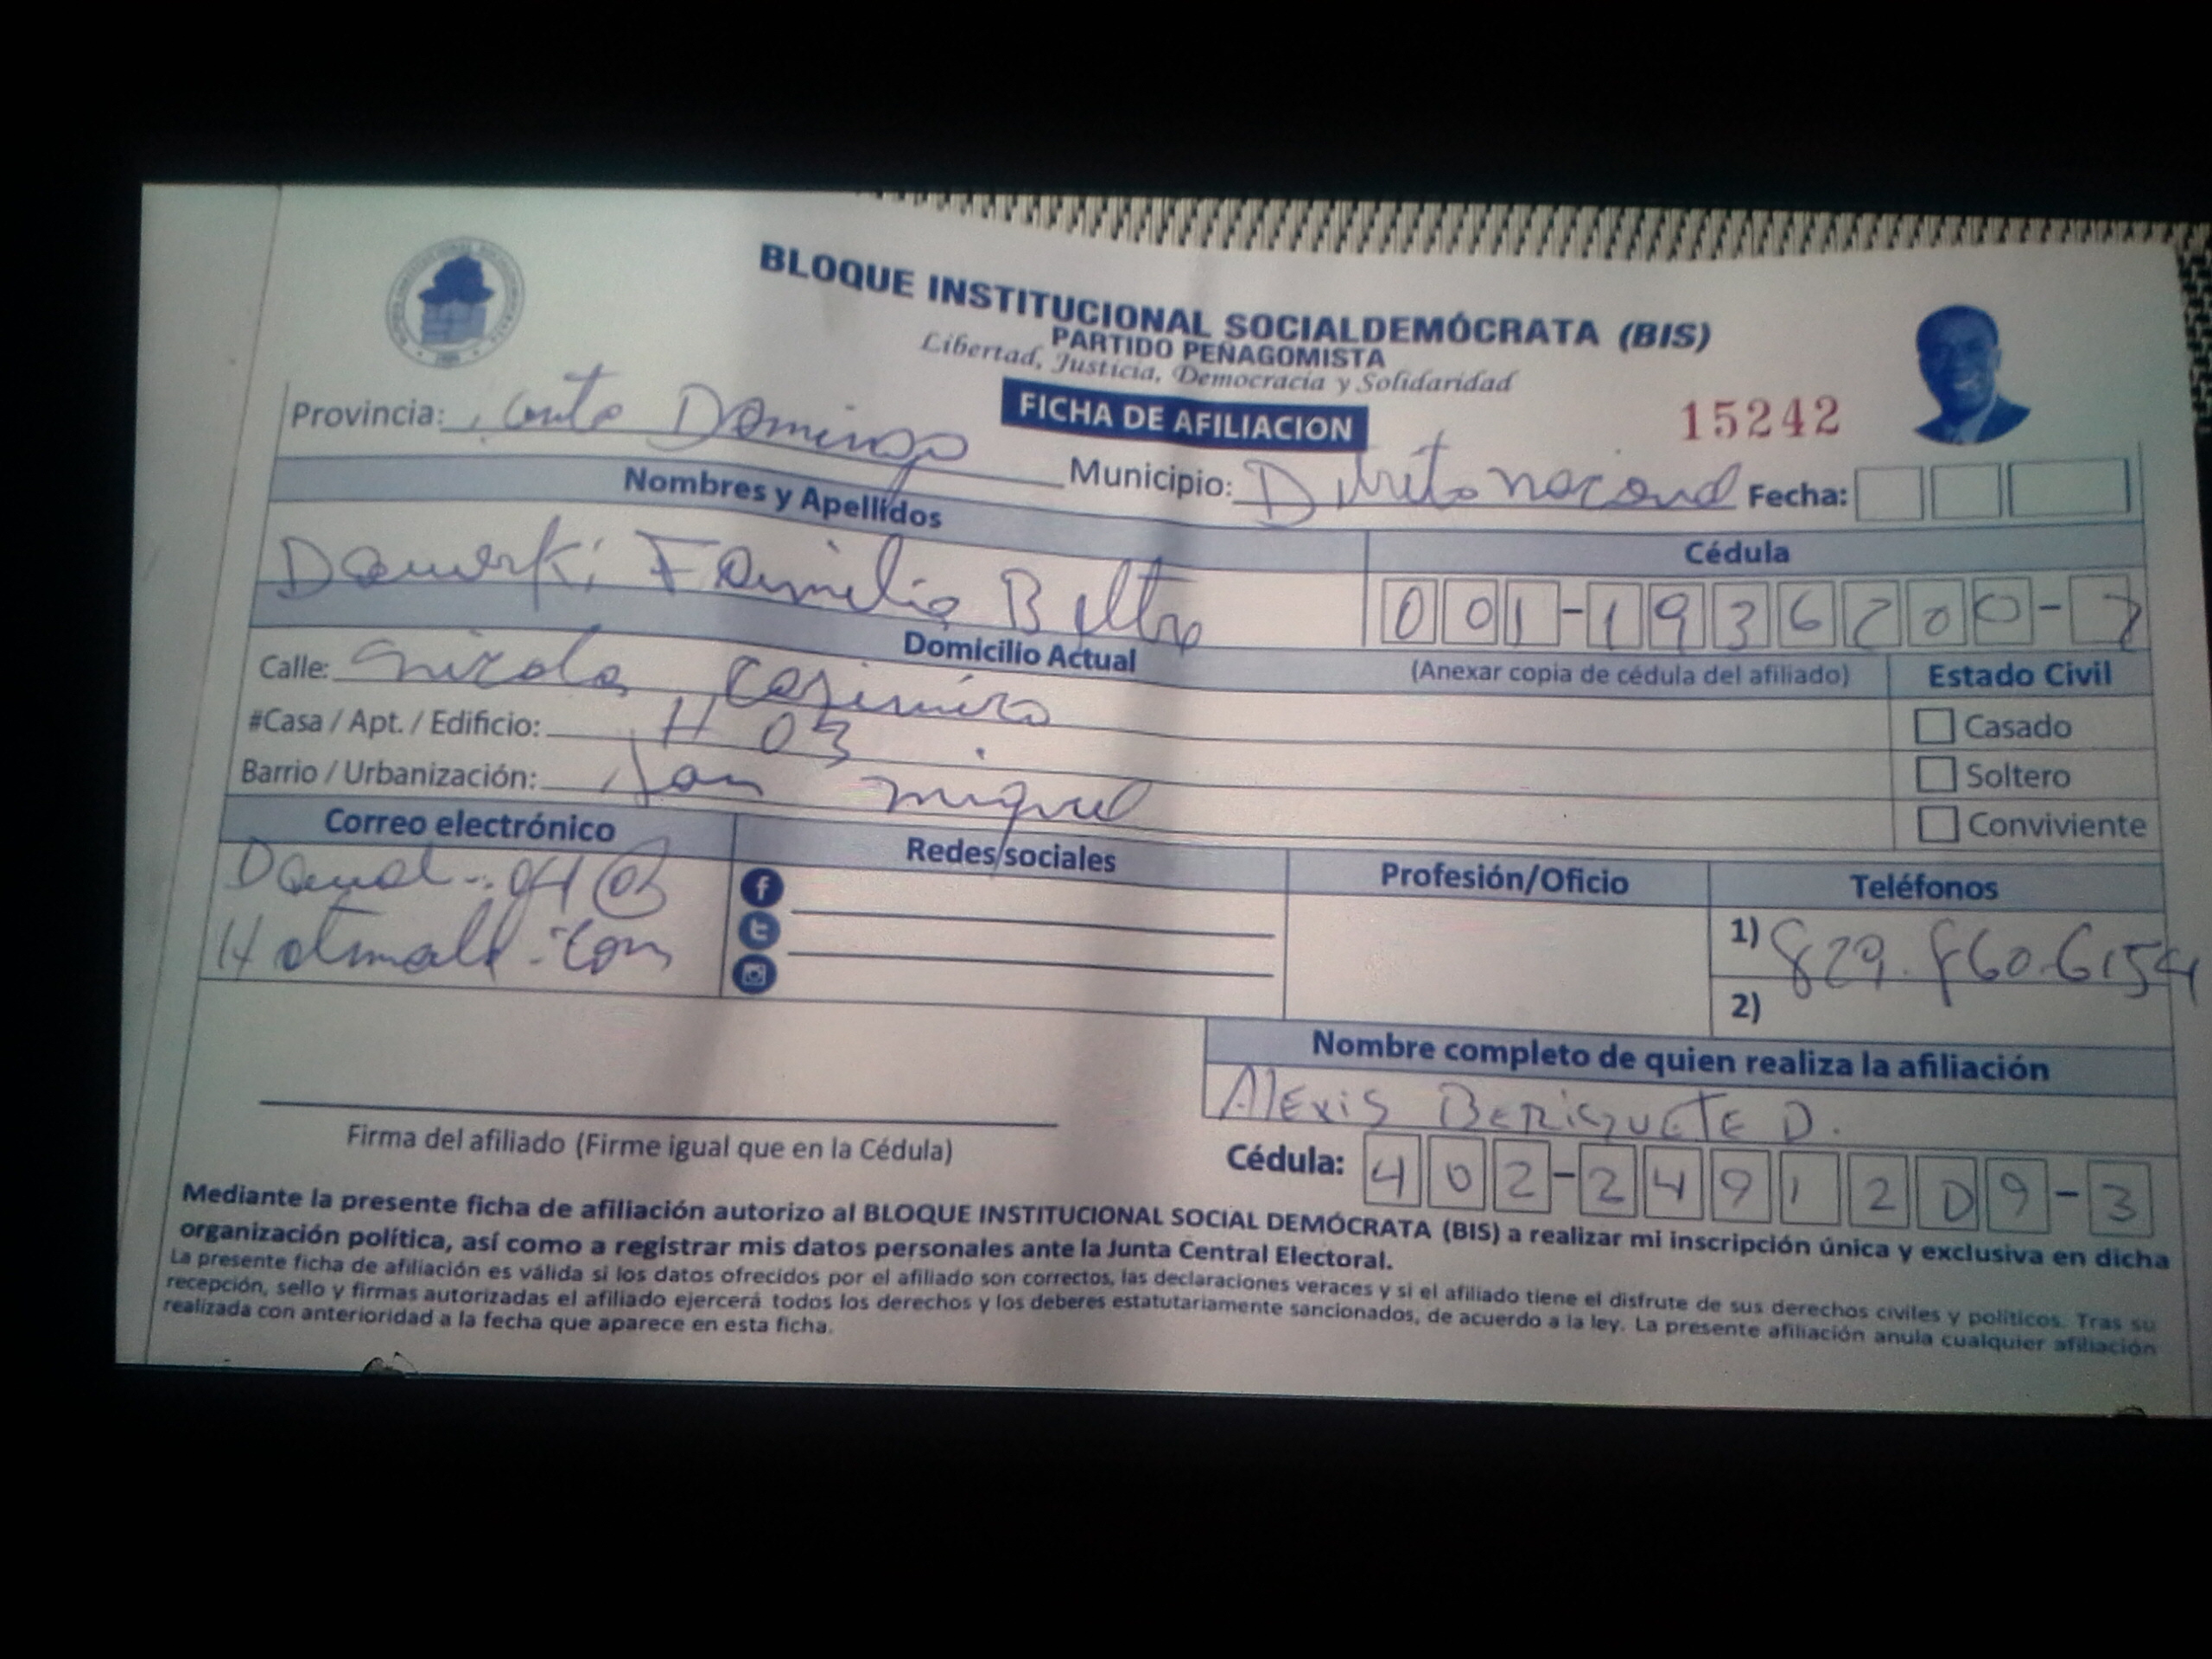 BLOQUE INSTITUCIONAL SOCIALDEMÓCRATA (BIS)
PARTIDO PEÑAGOMISTA
Libertad, Justicia, Democracia y Solidaridad
FICHA DE AFILIACION
15242
Provincia: Santo Domingo Municipio: Distrito nacional Fecha:
Nombres y Apellidos
Cédula
Familia Beltre
001-1936200-7
Domicilio Actual
(Anexar copia de cédula del afiliado)
Estado Civil
Calle: nicolas Casimiro
Casado
#Casa / Apt. / Edificio: # 03
Soltero
Barrio / Urbanización: San miguel
Conviviente
Correo electrónico
Redes sociales
Profesión/Oficio
Teléfonos
1) 829.860.6154
2)
Nombre completo de quien realiza la afiliación
Alexis BERIGUETE D.
Firma del afiliado (Firme igual que en la Cédula)
Cédula: 402-2491209-3
Mediante la presente ficha de afiliación autorizo al BLOQUE INSTITUCIONAL SOCIAL DEMÓCRATA (BIS) a realizar mi inscripción única y exclusiva en dicha
organización política, así como a registrar mis datos personales ante la Junta Central Electoral.
La presente ficha de afiliación es válida si los datos ofrecidos por el afiliado son correctos, las declaraciones veraces y si el afiliado tiene el disfrute de sus derechos civiles y políticos. Tras su
recepción, sello y firmas autorizadas el afiliado ejercerá todos los derechos y los deberes estatutariamente sancionados, de acuerdo a la ley. La presente afiliación anula cualquier afiliación
realizada con anterioridad a la fecha que aparece en esta ficha.